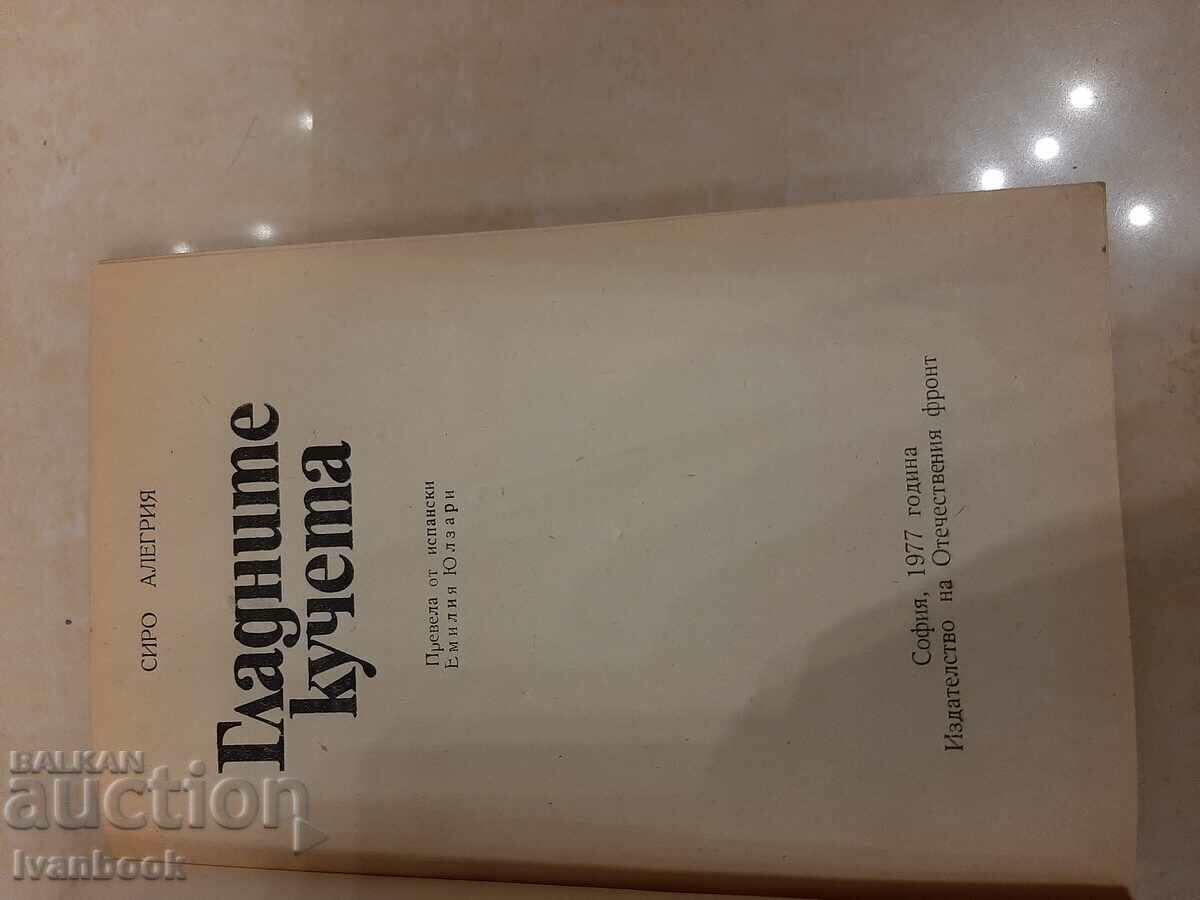 СИРО АЛЕГРИЯ
Гладните
кучета
Превела от испански
Емилия Юлзари
София, 1977 година
Издателство на Отечествения фронт
BALKAN
auction
Ivanbook